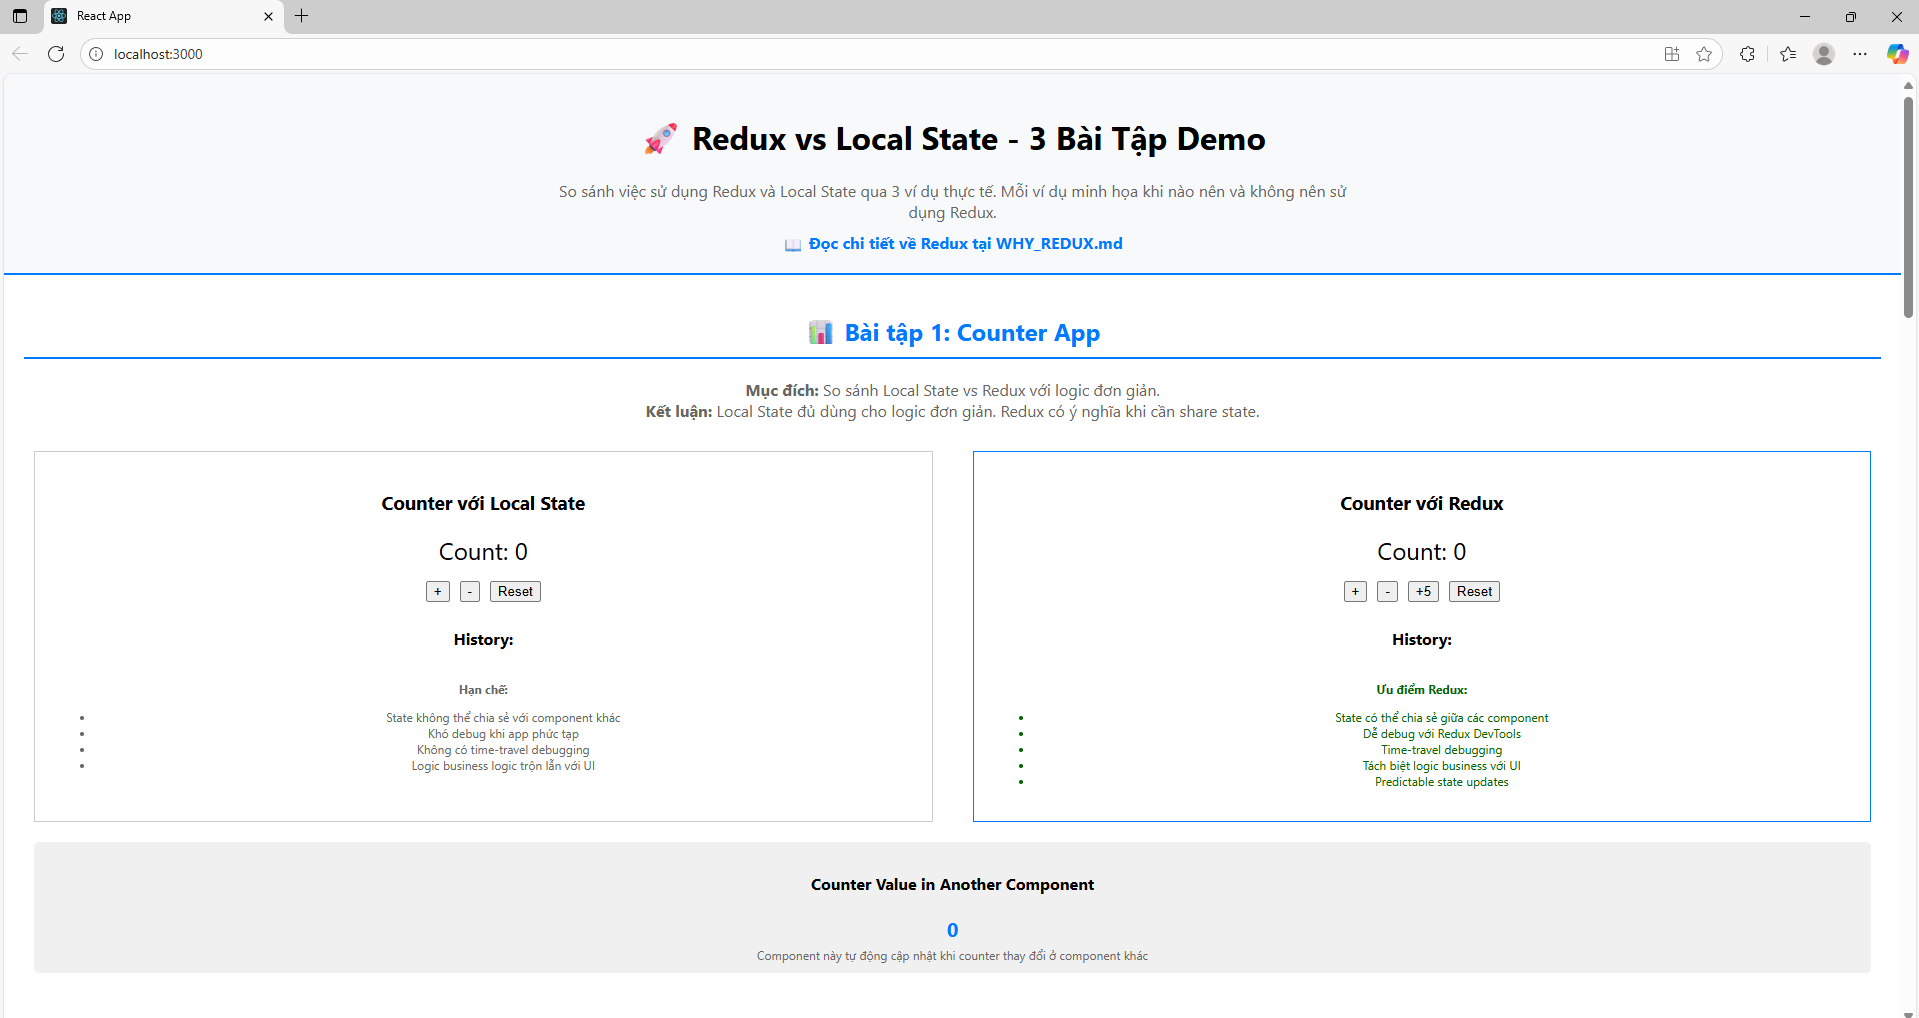 React App
localhost:3000
🚀 Redux vs Local State - 3 Bài Tập Demo
So sánh việc sử dụng Redux và Local State qua 3 ví dụ thực tế. Mỗi ví dụ minh họa khi nào nên và không nên sử
dụng Redux.
📖 Đọc chi tiết về Redux tại WHY_REDUX.md
📊 Bài tập 1: Counter App
Mục đích: So sánh Local State vs Redux với logic đơn giản.
Kết luận: Local State đủ dùng cho logic đơn giản. Redux có ý nghĩa khi cần share state.
Counter với Local State
Count: 0
+ - Reset
History:
Hạn chế:
• State không thể chia sẻ với component khác
• Khó debug khi app phức tạp
• Không có time-travel debugging
• Logic business logic trộn lẫn với UI
Counter với Redux
Count: 0
+ - +5 Reset
History:
Ưu điểm Redux:
• State có thể chia sẻ giữa các component
• Dễ debug với Redux DevTools
• Time-travel debugging
• Tách biệt logic business với UI
• Predictable state updates
Counter Value in Another Component
0
Component này tự động cập nhật khi counter thay đổi ở component khác